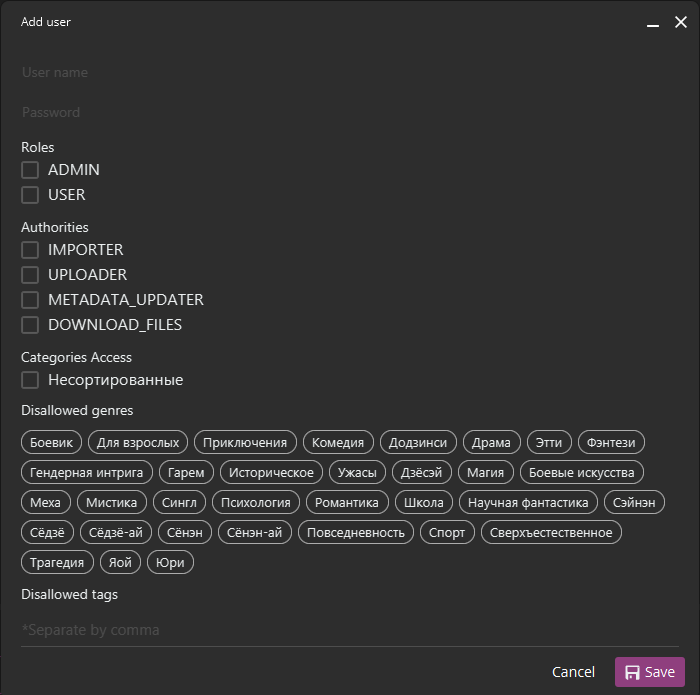 Add user
User name
Password
Roles
ADMIN
USER
Authorities
IMPORTER
UPLOADER
METADATA_UPDATER
DOWNLOAD_FILES
Categories Access
Несортированные
Disallowed genres
Боевик Для взрослых Приключения Комедия Додзинси Драма Этти Фэнтези
Гендерная интрига Гарем Историческое Ужасы Дзёсэй Магия Боевые искусства
Меха Мистика Сингл Психология Романтика Школа Научная фантастика Сэйнэн
Сёдзё Сёдзё-ай Сёнэн Сёнэн-ай Повседневность Спорт Сверхъестественное
Трагедия Яой Юри
Disallowed tags
*Separate by comma
Cancel Save